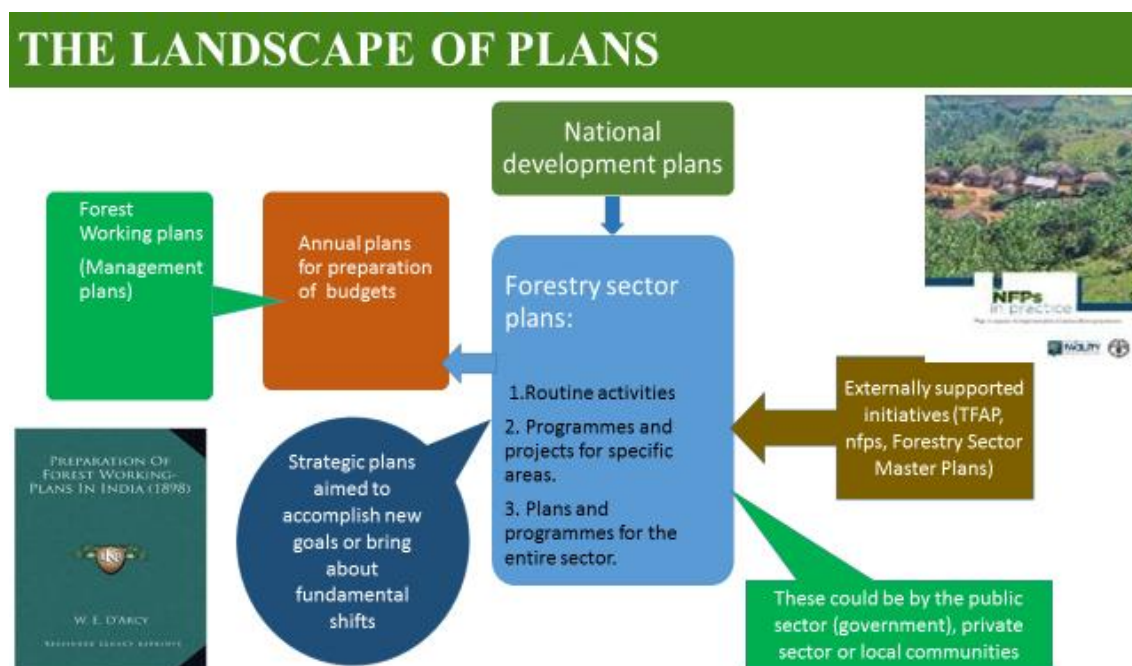 THE LANDSCAPE OF PLANS
National
development plans
Forest
Working plans
(Management
plans)
Annual plans
for preparation
of budgets
Forestry sector
plans:
1.Routine activities
2. Programmes and
projects for specific
areas.
3. Plans and
programmes for the
entire sector.
NFPs
in practice
FACILITY
Externally supported
initiatives (TFAP,
nfps, Forestry Sector
Master Plans)
PREPARATION OF
FOREST WORKING-
PLANS IN INDIA (1898)
W. E. D'ARCY
Strategic plans
aimed to
accomplish new
goals or bring
about
fundamental
shifts
These could be by the public
sector (government), private
sector or local communities